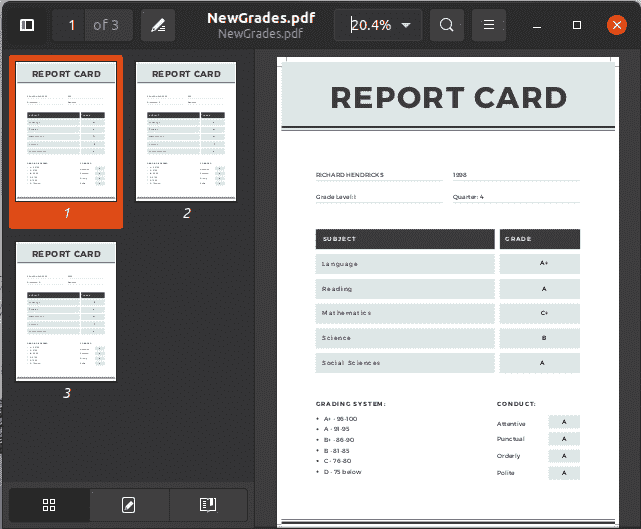 NewGrades.pdf
NewGrades.pdf
1 of 3
20.4%
REPORT CARD
1
REPORT CARD
2
REPORT CARD
3
REPORT CARD
RICHARD HENDRICKS 1998
Grade Level: 1 Quarter: 4
SUBJECT GRADE
Language A+
Reading A
Mathematics C+
Science B
Social Sciences A
GRADING SYSTEM:
• A+ - 96-100
• A - 91-95
• B+ - 86-90
• B - 81-85
• C - 76-80
• D - 75 below
CONDUCT:
Attentive A
Punctual A
Orderly A
Polite A